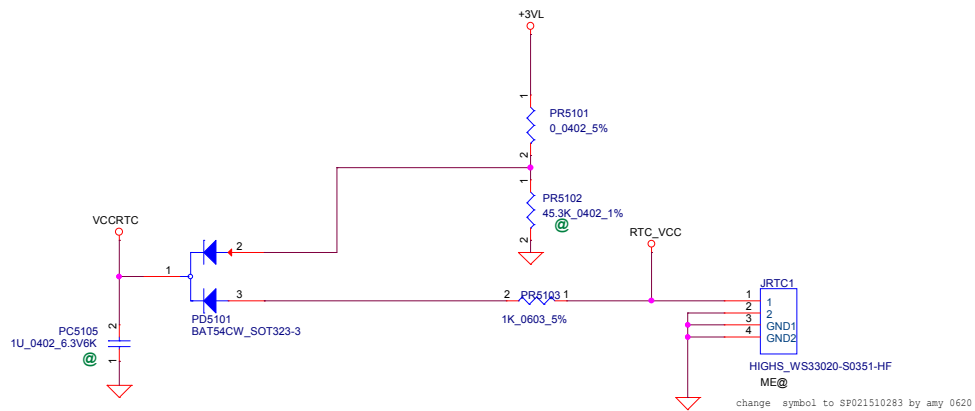 +3VL
1
PR5101
0_0402_5%
2
1
PR5102
45.3K_0402_1%
@
2
VCCRTC
RTC_VCC
1
2
3
PD5101
BAT54CW_SOT323-3
2
PC5105
1U_0402_6.3V6K
@
1
2
PR5103
1
1K_0603_5%
JRTC1
1 1
2 2
3 GND1
4 GND2
HIGHS_WS33020-S0351-HF
ME@
change symbol to SP021510283 by amy 0620